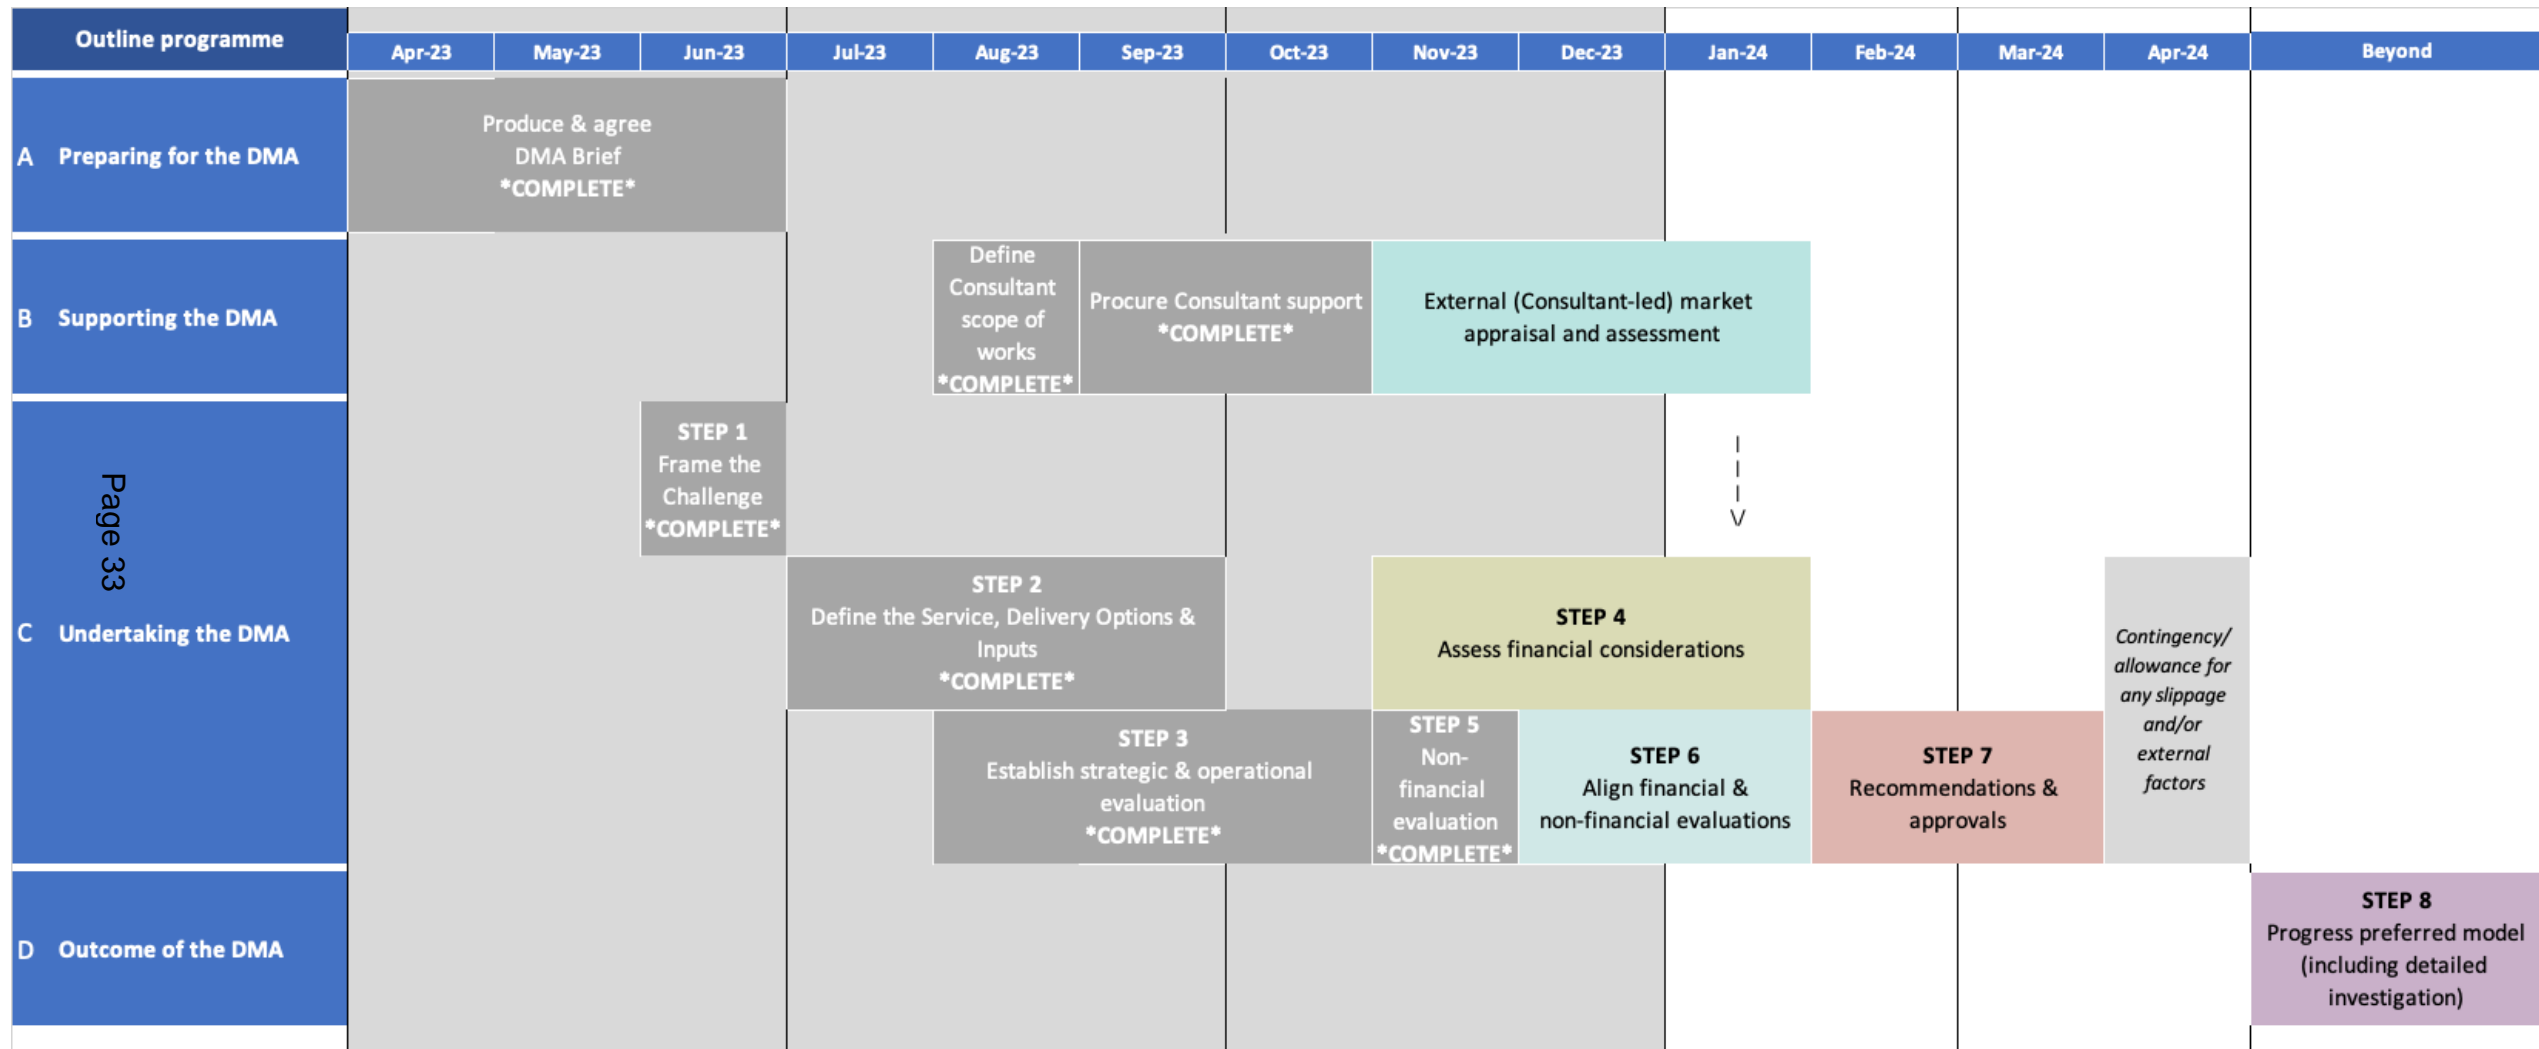 Outline programme
Apr-23
May-23
Jun-23
Jul-23
Aug-23
Sep-23
Oct-23
Nov-23
Dec-23
Jan-24
Feb-24
Mar-24
Apr-24
Beyond
A Preparing for the DMA
Produce & agree
DMA Brief
*COMPLETE*
B Supporting the DMA
Define
Consultant
scope of
works
*COMPLETE*
Procure Consultant support
*COMPLETE*
External (Consultant-led) market
appraisal and assessment
Page 33
C Undertaking the DMA
STEP 1
Frame the
Challenge
*COMPLETE*
STEP 2
Define the Service, Delivery Options &
Inputs
*COMPLETE*
STEP 4
Assess financial considerations
STEP 3
Establish strategic & operational
evaluation
*COMPLETE*
STEP 5
Non-
financial
evaluation
*COMPLETE*
STEP 6
Align financial &
non-financial evaluations
STEP 7
Recommendations &
approvals
Contingency/
allowance for
any slippage
and/or
external
factors
D Outcome of the DMA
STEP 8
Progress preferred model
(including detailed
investigation)